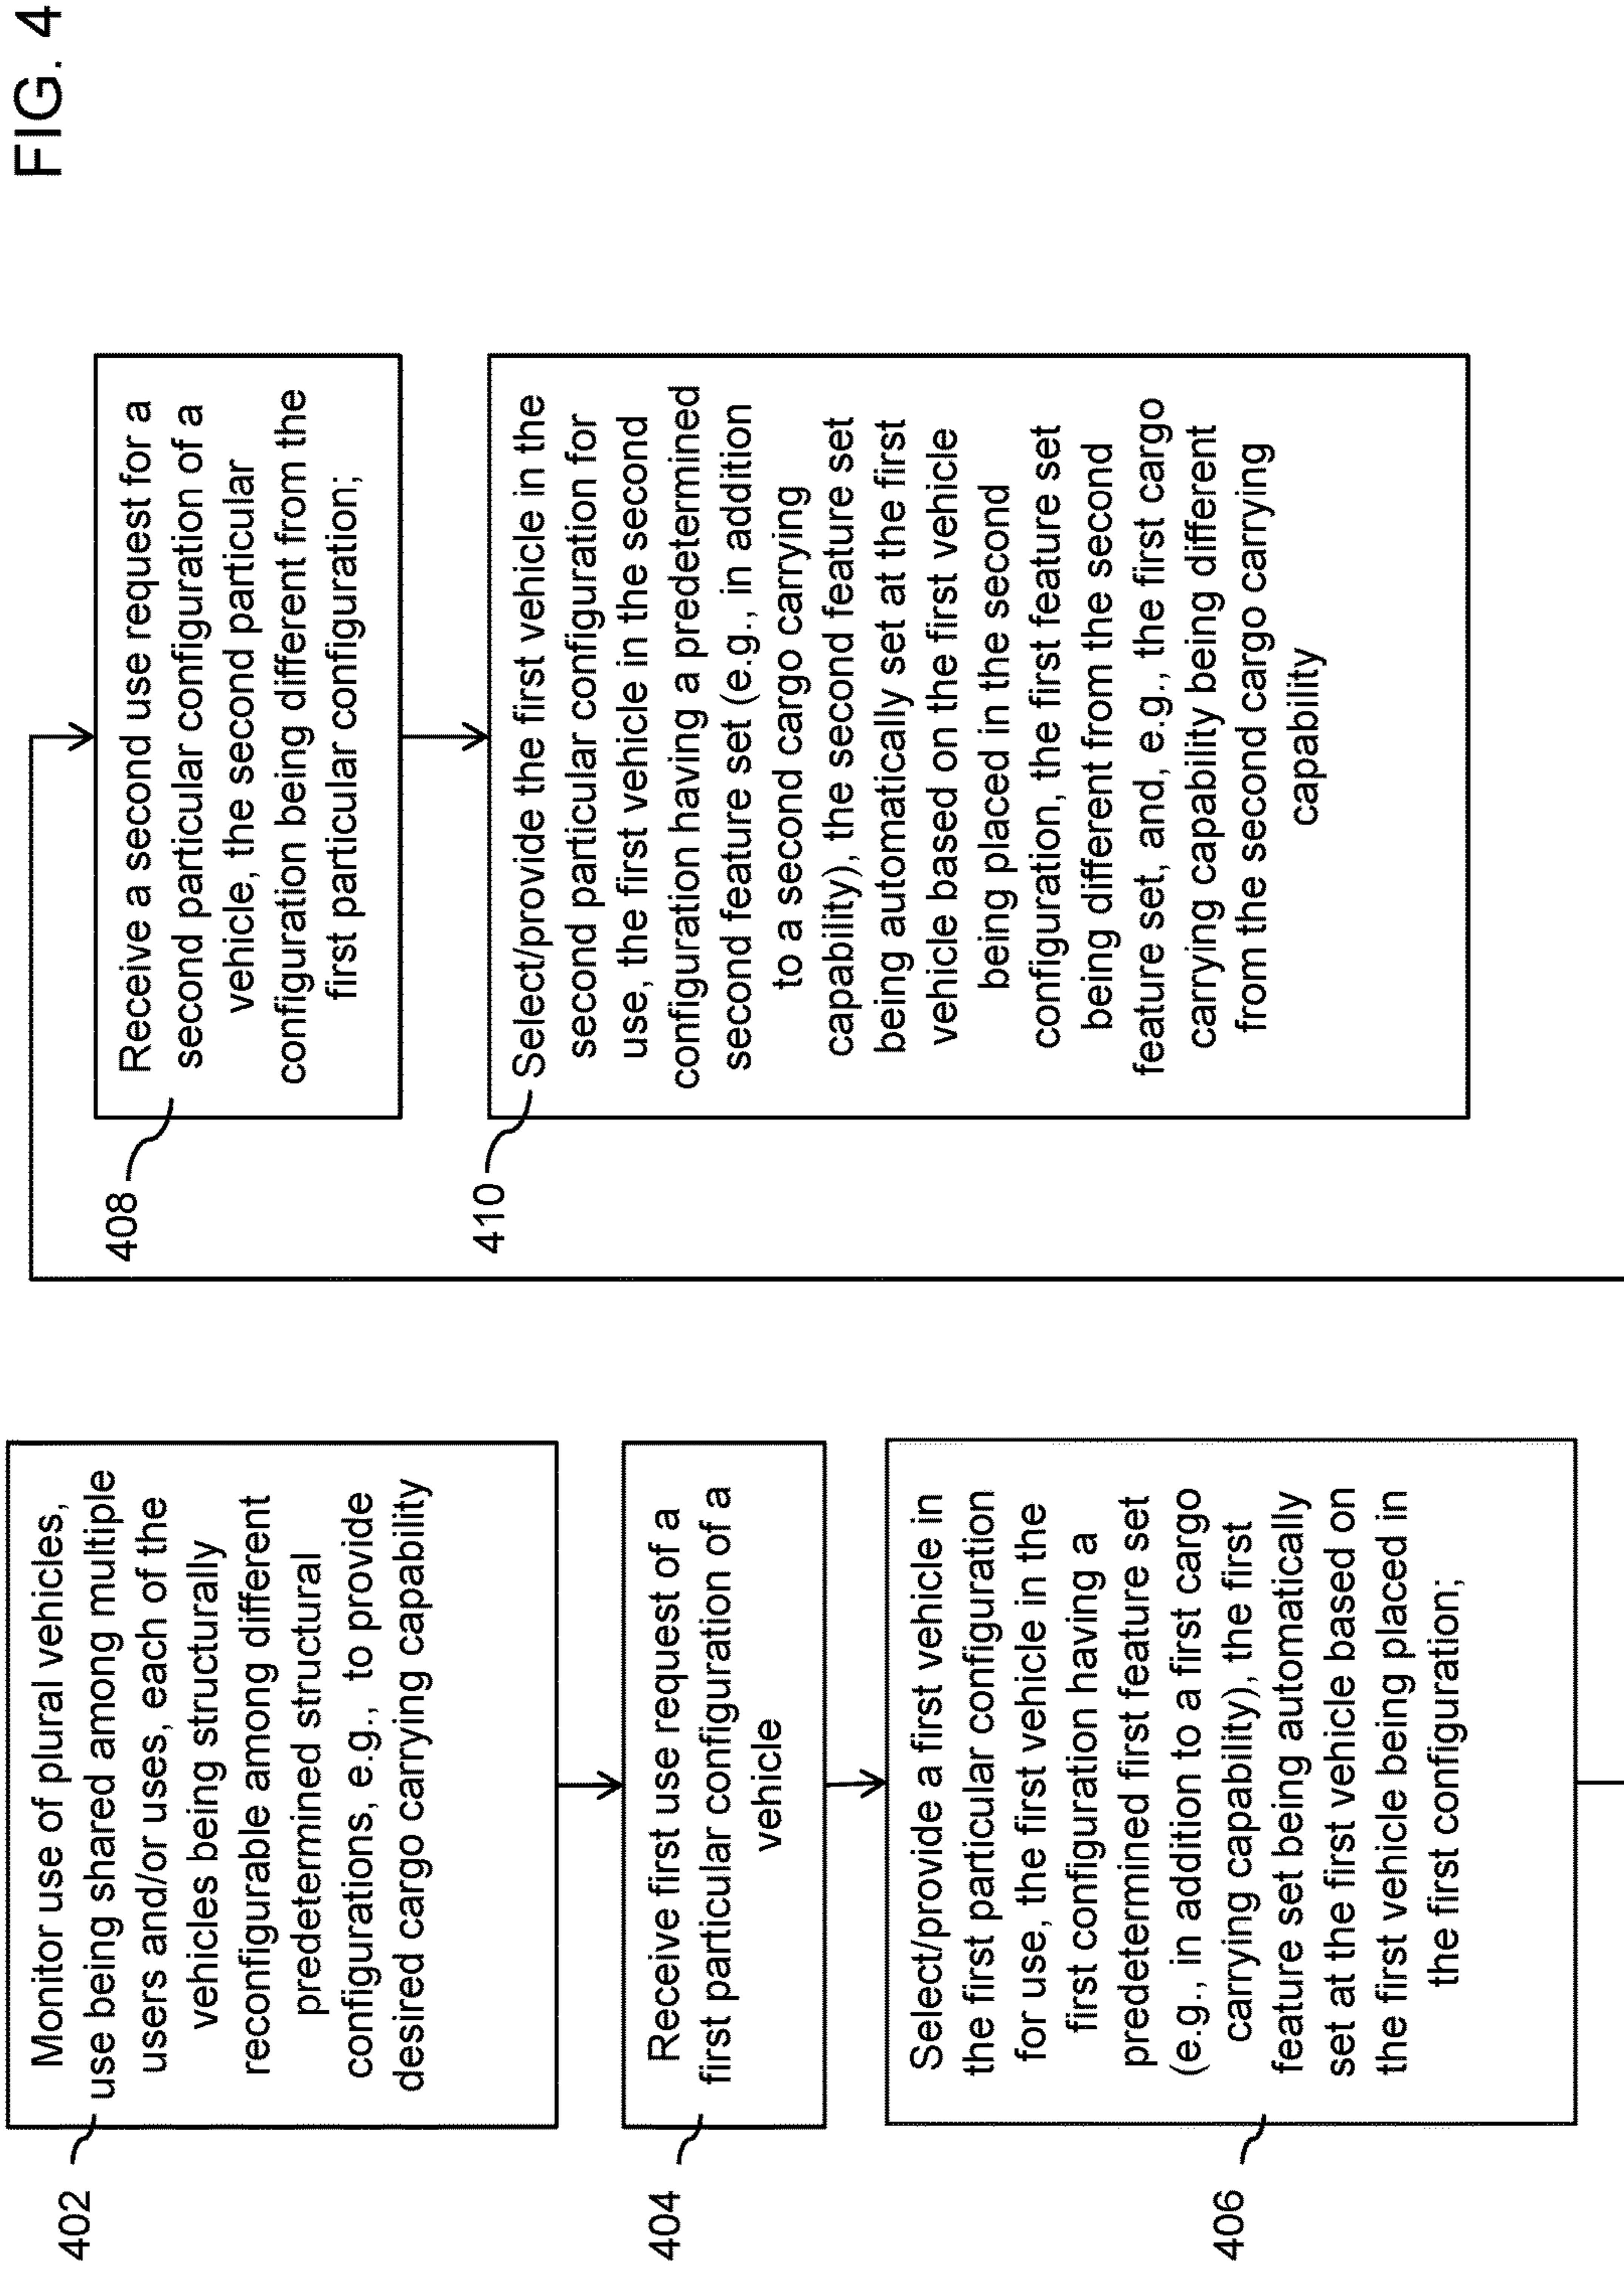 FIG. 4
402
Monitor use of plural vehicles,
use being shared among multiple
users and/or uses, each of the
vehicles being structurally
reconfigurable among different
predetermined structural
configurations, e.g., to provide
desired cargo carrying capability
404
Receive first use request of a
first particular configuration of a
vehicle
406
Select/provide a first vehicle in
the first particular configuration
for use, the first vehicle in the
first configuration having a
predetermined first feature set
(e.g., in addition to a first cargo
carrying capability), the first
feature set being automatically
set at the first vehicle based on
the first vehicle being placed in
the first configuration;
408
Receive a second use request for a
second particular configuration of a
vehicle, the second particular
configuration being different from the
first particular configuration;
410
Select/provide the first vehicle in the
second particular configuration for
use, the first vehicle in the second
configuration having a predetermined
second feature set (e.g., in addition
to a second cargo carrying
capability), the second feature set
being automatically set at the first
vehicle based on the first vehicle
being placed in the second
configuration, the first feature set
being different from the second
feature set, and, e.g., the first cargo
carrying capability being different
from the second cargo carrying
capability